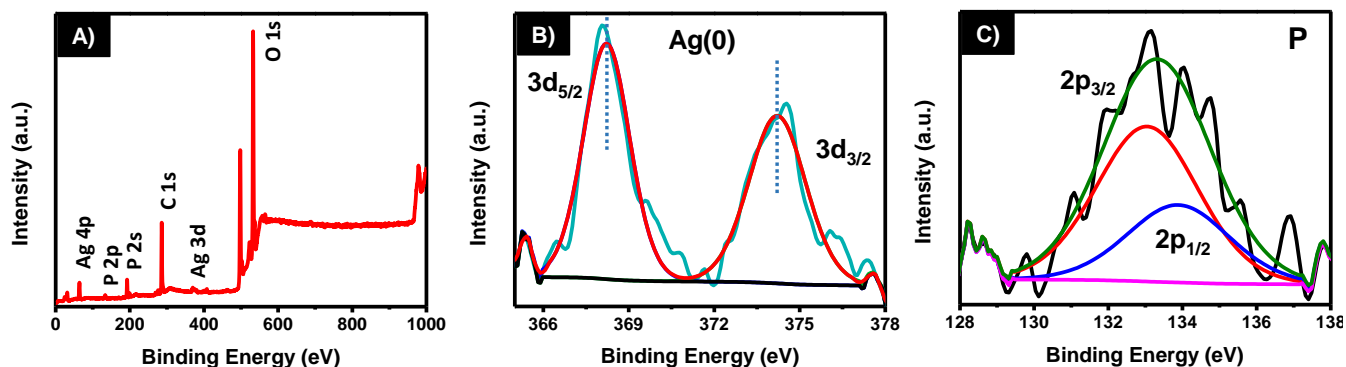 A)
O 1s
C 1s
Ag 4p
P 2p
P 2s
Ag 3d
Intensity (a.u.)
0 200 400 600 800 1000
Binding Energy (eV)
B)
Ag(0)
3d5/2
3d3/2
Intensity (a.u.)
366 369 372 375 378
Binding Energy (eV)
C)
P
2p3/2
2p1/2
Intensity (a.u.)
128 130 132 134 136 138
Binding Energy (eV)